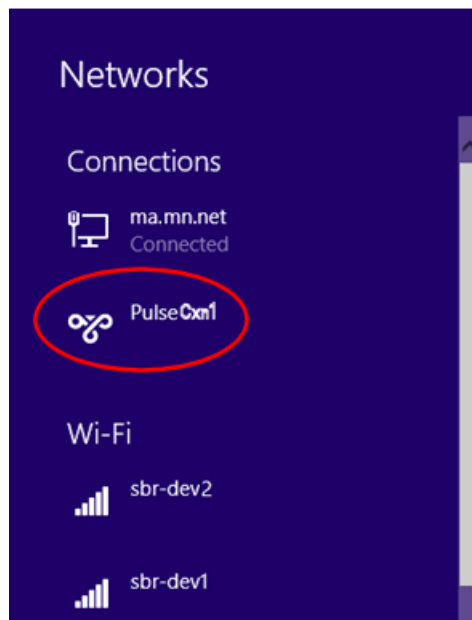 Networks
Connections
ma.mn.net
Connected
PulseCxn1
Wi-Fi
sbr-dev2
sbr-dev1